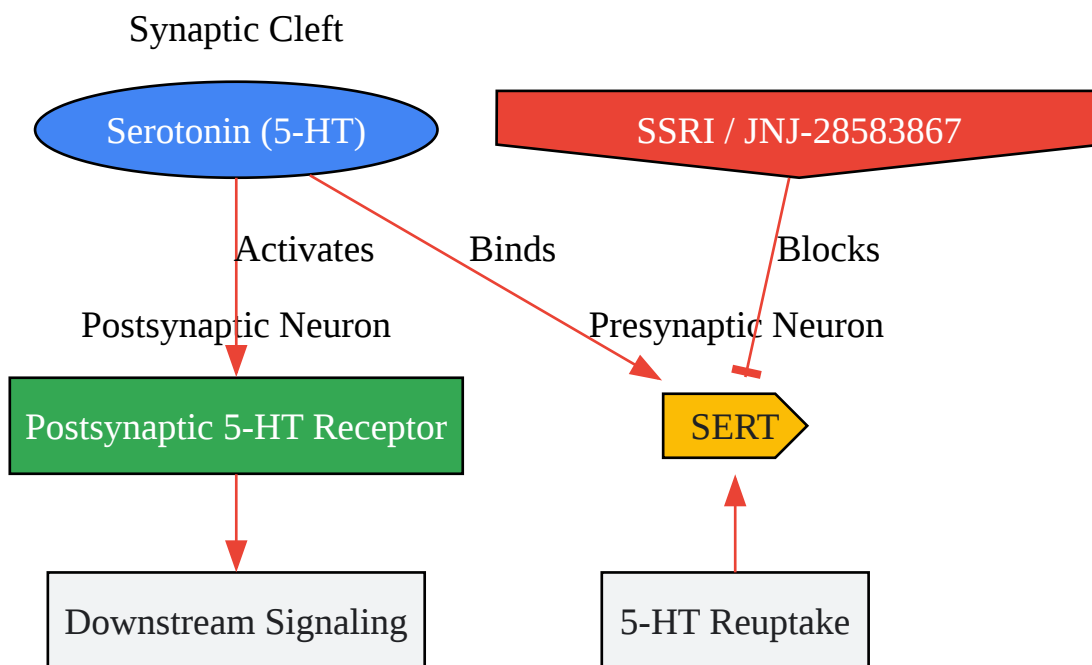 Synaptic Cleft
Serotonin (5-HT)
SSRI / JNJ-28583867
Activates
Binds
Blocks
Postsynaptic Neuron
Presynaptic Neuron
Postsynaptic 5-HT Receptor
SERT
Downstream Signaling
5-HT Reuptake